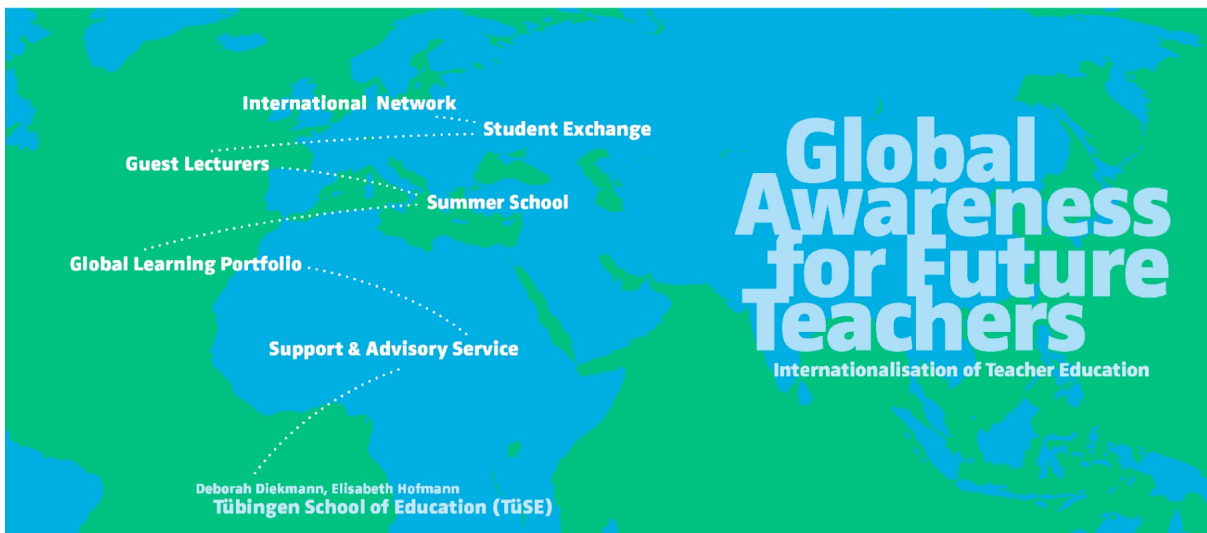 International Network
Student Exchange
Guest Lecturers
Summer School
Global Learning Portfolio
Support & Advisory Service
Deborah Diekmann, Elisabeth Hofmann
Tübingen School of Education (TüSE)
Global
Awareness
for Future
Teachers
Internationalisation of Teacher Education